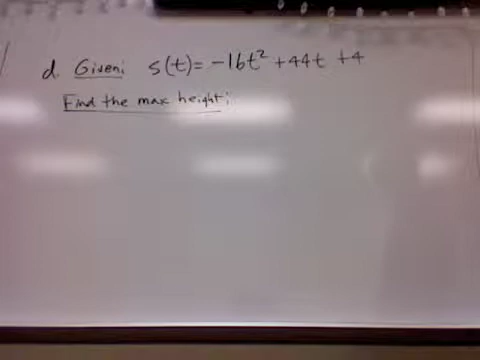 d. Given: s(t) = -16t² + 44t + 4
Find the max height: